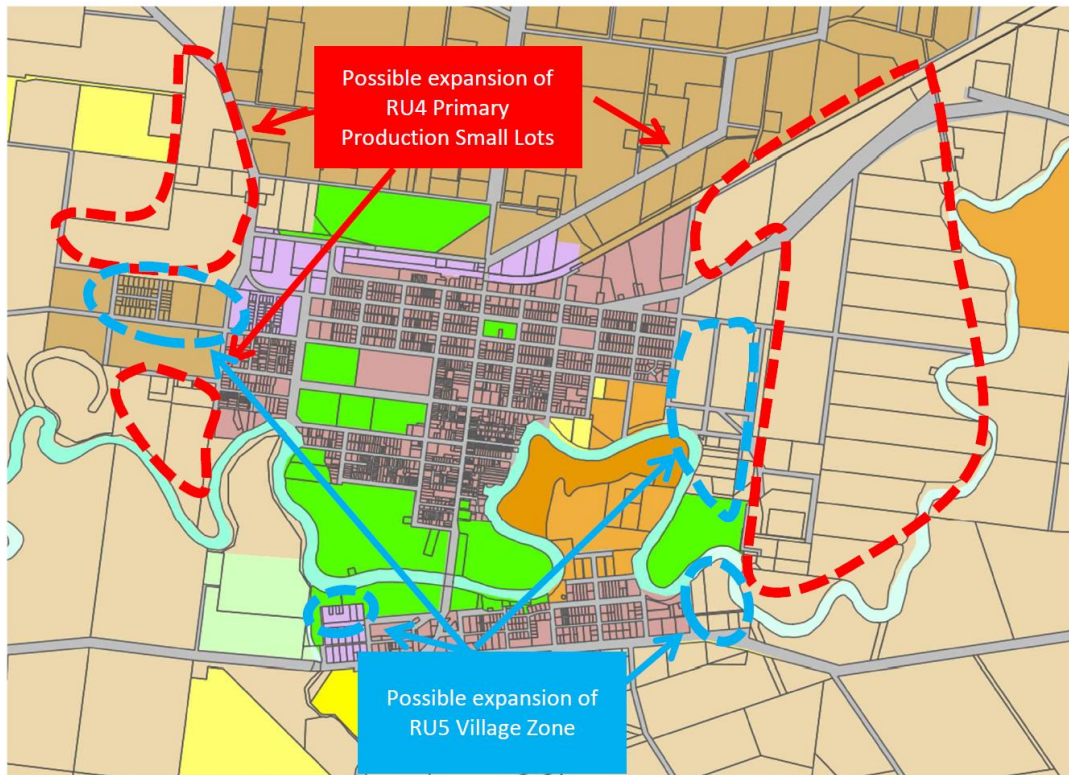 Possible expansion of
RU4 Primary
Production Small Lots
Possible expansion of
RU5 Village Zone